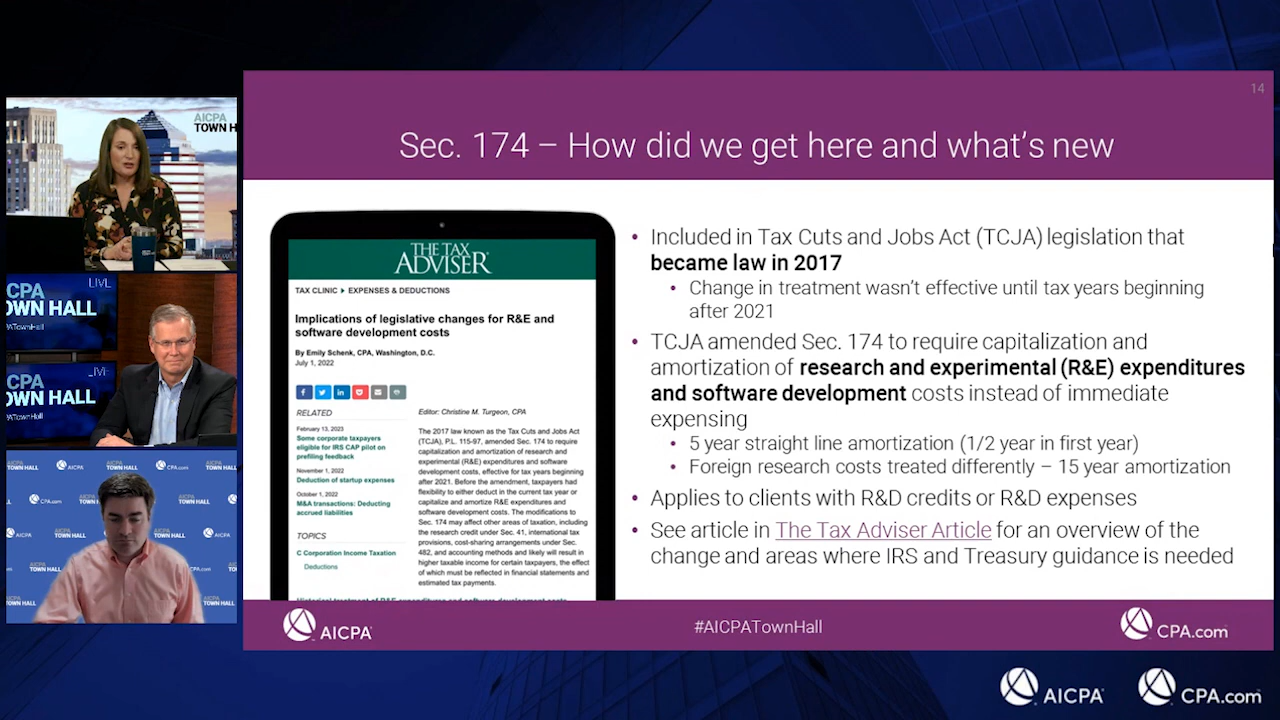 14
Sec. 174 – How did we get here and what's new
AICPA
TOWN H
LIVE
CPA
OWN HALL
PATownHall
LIVE
CPA
OWN HALL
PATownHall
AICPA
TOWN HALL
CPA.com
THE TAX
ADVISER
TAX CLINIC ▸ EXPENSES & DEDUCTIONS
Implications of legislative changes for R&E and
software development costs
By Emily Schenk, CPA, Washington, D.C.
July 1, 2022
RELATED
February 13, 2023
Some corporate taxpayers
eligible for IRS CAP pilot on
prefiling feedback
November 1, 2022
Deduction of startup expenses
October 1, 2022
M&A transactions: Deducting
accrued liabilities
TOPICS
C Corporation Income Taxation
Deductions
Editor: Christine M. Turgeon, CPA
The 2017 law known as the Tax Cuts and Jobs Act
(TCJA), P.L. 115-97, amended Sec. 174 to require
capitalization and amortization of research and
experimental (R&E) expenditures and software
development costs, effective for tax years beginning
after 2021. Before the amendment, taxpayers had
flexibility to either deduct in the current tax year or
capitalize and amortize R&E expenditures and
software development costs. The modifications to
Sec. 174 may affect other areas of taxation, including
the research credit under Sec. 41, international tax
provisions, cost-sharing arrangements under Sec.
482, and accounting methods and likely will result in
higher taxable income for certain taxpayers, the effect
of which must be reflected in financial statements and
estimated tax payments.
• Included in Tax Cuts and Jobs Act (TCJA) legislation that
became law in 2017
• Change in treatment wasn't effective until tax years beginning
after 2021
• TCJA amended Sec. 174 to require capitalization and
amortization of research and experimental (R&E) expenditures
and software development costs instead of immediate
expensing
• 5 year straight line amortization (1/2 year in first year)
• Foreign research costs treated differently – 15 year amortization
• Applies to clients with R&D credits or R&D expenses
• See article in The Tax Adviser Article for an overview of the
change and areas where IRS and Treasury guidance is needed
AICPA
#AICPATownHall
CPA.com
AICPA
CPA.com